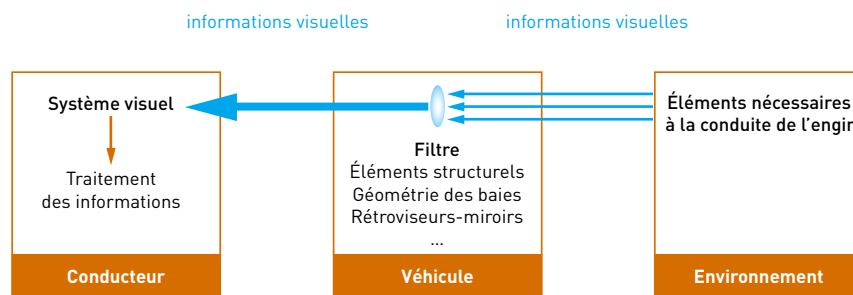 informations visuelles
informations visuelles
Système visuel
Traitement
des informations
Conducteur
Filtre
Éléments structurels
Géométrie des baies
Rétroviseurs-miroirs
...
Véhicule
Éléments nécessaires
à la conduite de l'engin
Environnement